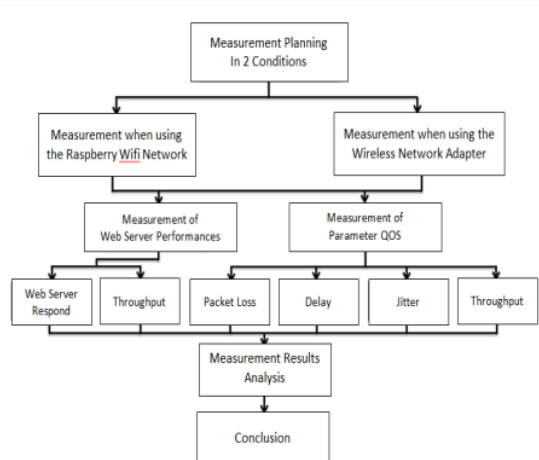 Measurement Planning
In 2 Conditions
Measurement when using
the Raspberry Wifi Network
Measurement when using the
Wireless Network Adapter
Measurement of
Web Server Performances
Measurement of
Parameter QOS
Web Server
Respond
Throughput
Packet Loss
Delay
Jitter
Throughput
Measurement Results
Analysis
Conclusion